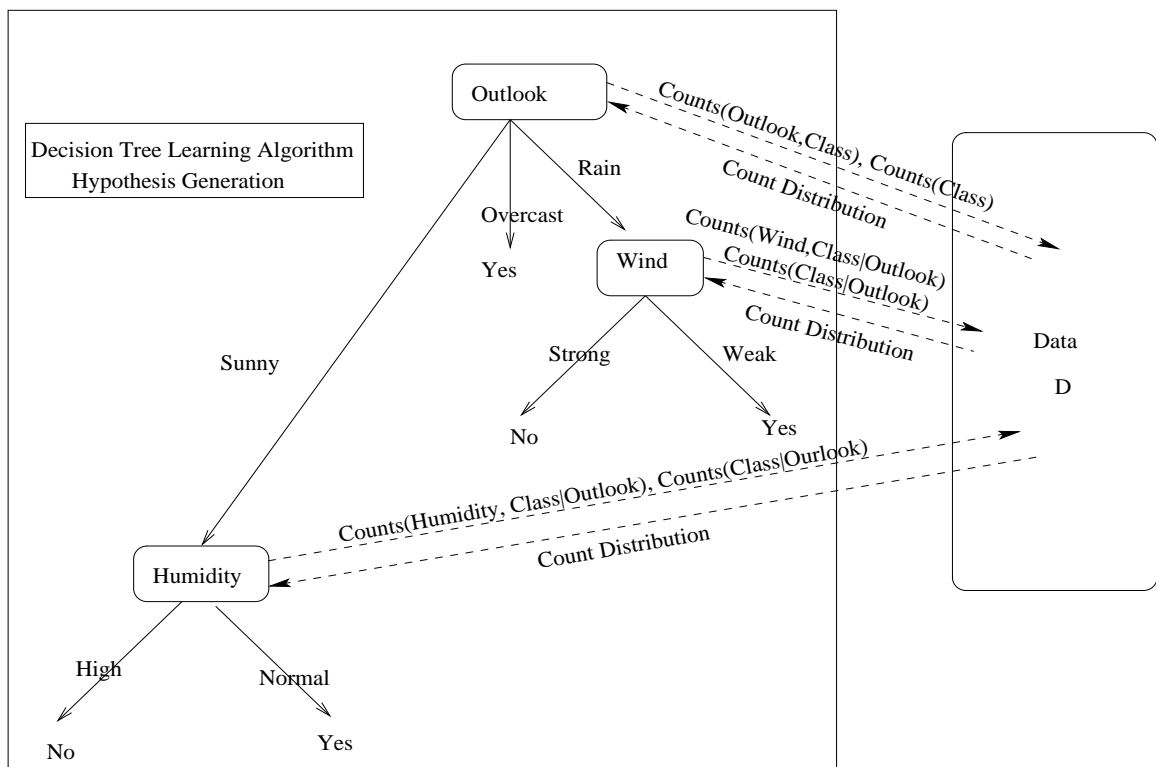 Outlook
Counts(Outlook,Class), Counts(Class)
Count Distribution
Decision Tree Learning Algorithm
Hypothesis Generation
Rain
Overcast
Yes
Wind
Counts(Wind,Class|Outlook)
Counts(Class|Outlook)
Count Distribution
Data
D
Sunny
Strong
Weak
No
Yes
Counts(Humidity, Class|Outlook), Counts(Class|Ourlook)
Count Distribution
Humidity
High
Normal
No
Yes